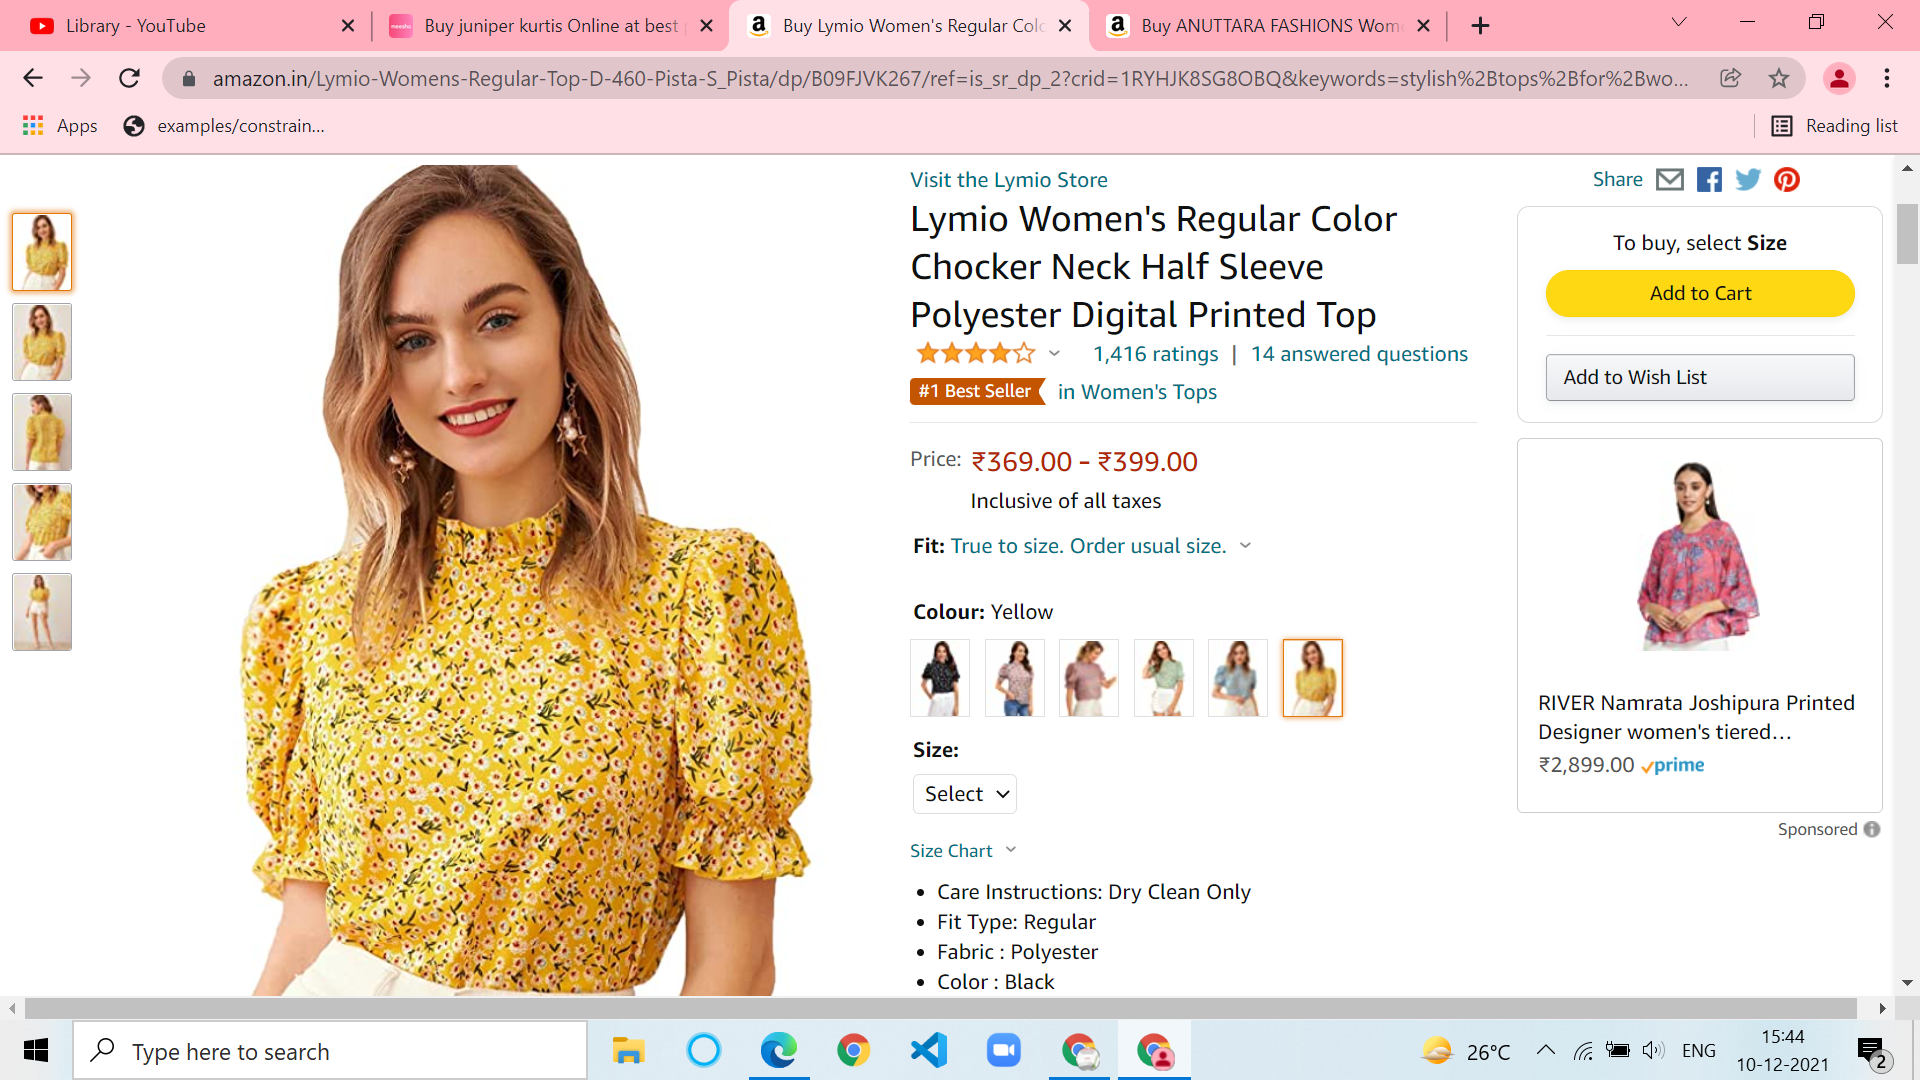 Library - YouTube
Buy juniper kurtis Online at best
Buy Lymio Women's Regular Colo
Buy ANUTTARA FASHIONS Wom
amazon.in/Lymio-Womens-Regular-Top-D-460-Pista-S_Pista/dp/B09FJVK267/ref=is_sr_dp_2?crid=1RYHJK8SG8OBQ&keywords=stylish%2Btops%2Bfor%2Bwo...
Apps
examples/constrain...
Reading list
Visit the Lymio Store
Share
Lymio Women's Regular Color
Chocker Neck Half Sleeve
Polyester Digital Printed Top
1,416 ratings | 14 answered questions
#1 Best Seller in Women's Tops
Price: ₹369.00 - ₹399.00
Inclusive of all taxes
Fit: True to size. Order usual size.
Colour: Yellow
Size:
Select
Size Chart
• Care Instructions: Dry Clean Only
• Fit Type: Regular
• Fabric : Polyester
• Color : Black
To buy, select Size
Add to Cart
Add to Wish List
RIVER Namrata Joshipura Printed
Designer women's tiered...
₹2,899.00 prime
Sponsored
Type here to search
26°C
ENG
15:44
10-12-2021
2